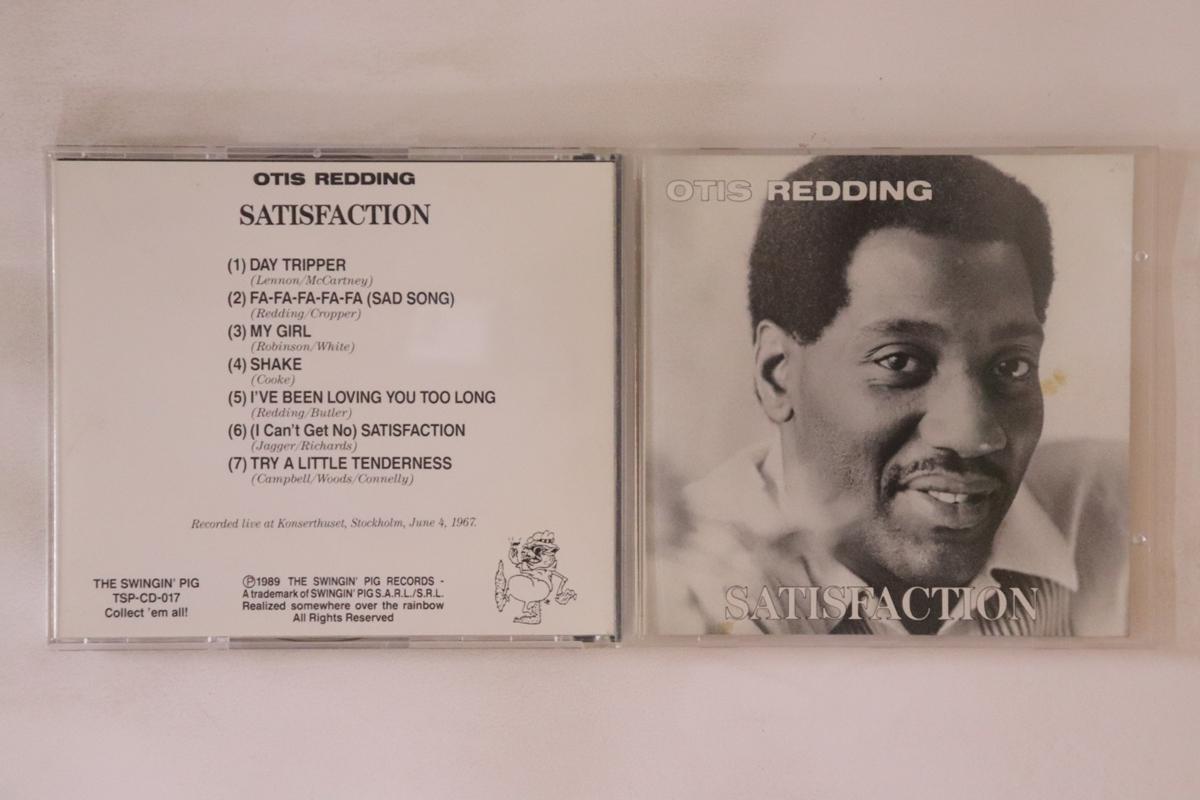 OTIS REDDING
SATISFACTION
(1) DAY TRIPPER
(Lennon/McCartney)
(2) FA-FA-FA-FA-FA (SAD SONG)
(Redding/Cropper)
(3) MY GIRL
(Robinson/White)
(4) SHAKE
(Cooke)
(5) I'VE BEEN LOVING YOU TOO LONG
(Redding/Butler)
(6) (I Can't Get No) SATISFACTION
(Jagger/Richards)
(7) TRY A LITTLE TENDERNESS
(Campbell/Woods/Connelly)
Recorded live at Konserthuset, Stockholm, June 4, 1967.
THE SWINGIN' PIG
TSP-CD-017
Collect 'em all!
Ⓟ1989 THE SWINGIN' PIG RECORDS -
A trademark of SWINGIN' PIG S.A.R.L./S.R.L.
Realized somewhere over the rainbow
All Rights Reserved
OTIS REDDING
SATISFACTION